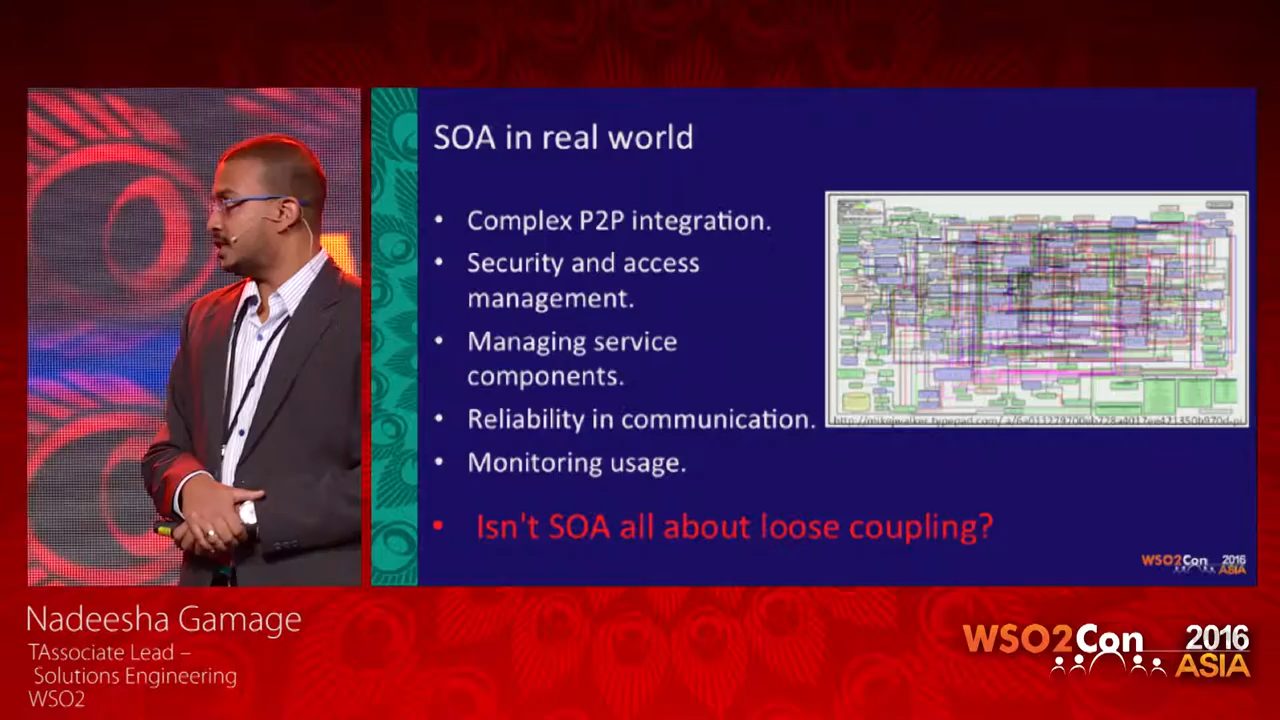 SOA in real world
• Complex P2P integration.
• Security and access
management.
• Managing service
components.
• Reliability in communication.
• Monitoring usage.
• Isn't SOA all about loose coupling?
WSO2Con 2016
ASIA
Nadeesha Gamage
TAssociate Lead –
Solutions Engineering
WSO2
WSO2Con 2016
ASIA